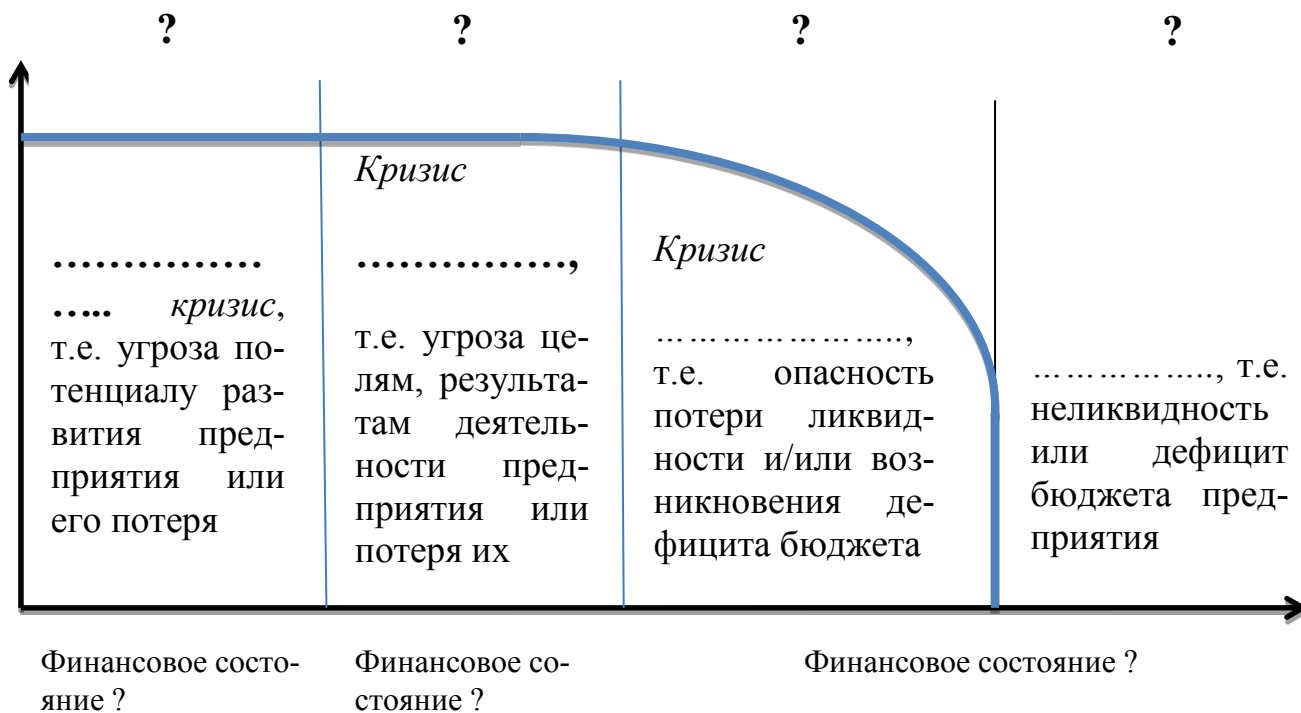 ? ? ? ?
Кризис
……………
….. кризис,
т.е. угроза по-
тенциалу раз-
вития пред-
приятия или
его потеря
……………,
т.е. угроза це-
лям, результа-
там деятель-
ности пред-
приятия или
потеря их
Кризис
…………………..,
т.е. опасность
потери ликвид-
ности и/или воз-
никновения де-
фицита бюджета
…………….., т.е.
неликвидность
или дефицит
бюджета пред-
приятия
Финансовое состо-
яние ?
Финансовое со-
стояние ?
Финансовое состояние ?